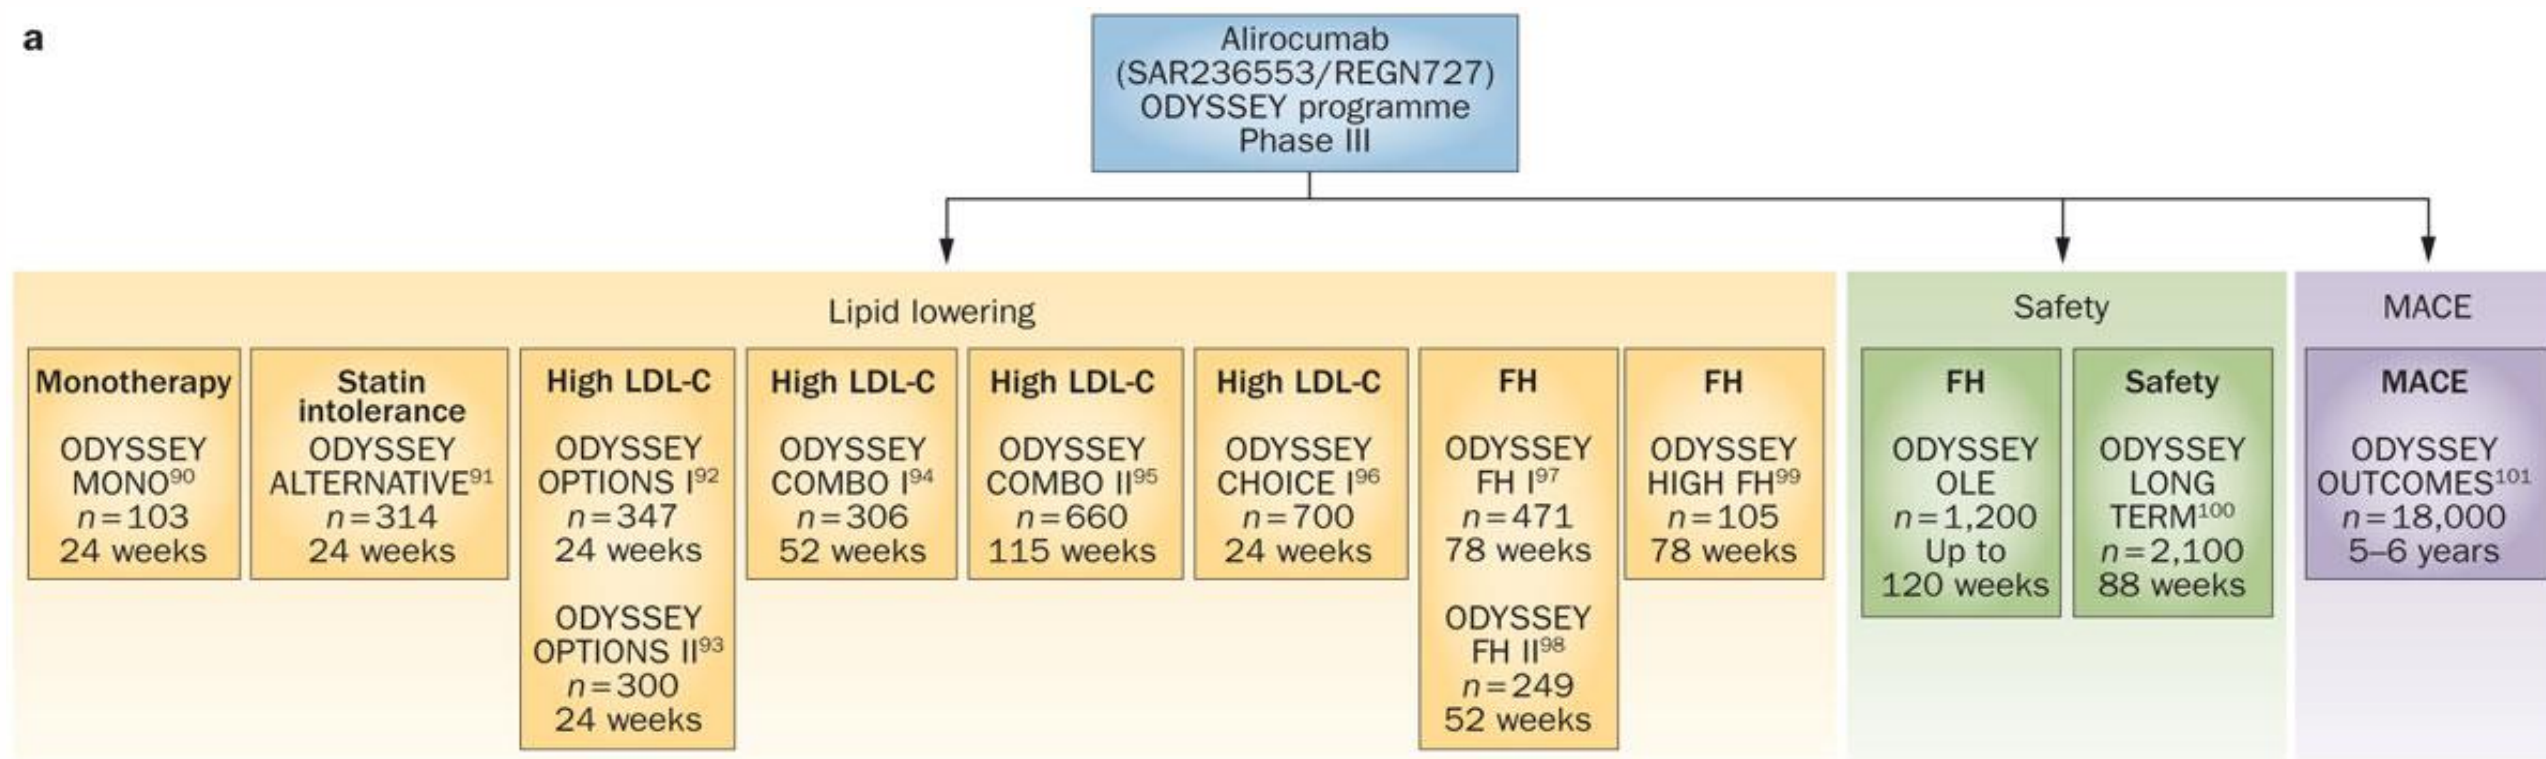 a
Alirocumab
(SAR236553/REGN727)
ODYSSEY programme
Phase III
Lipid lowering
Monotherapy
ODYSSEY
MONO⁹⁰
n=103
24 weeks
Statin
intolerance
ODYSSEY
ALTERNATIVE⁹¹
n=314
24 weeks
High LDL-C
ODYSSEY
OPTIONS I⁹²
n=347
24 weeks
ODYSSEY
OPTIONS II⁹³
n=300
24 weeks
High LDL-C
ODYSSEY
COMBO I⁹⁴
n=306
52 weeks
High LDL-C
ODYSSEY
COMBO II⁹⁵
n=660
115 weeks
High LDL-C
ODYSSEY
CHOICE I⁹⁶
n=700
24 weeks
FH
ODYSSEY
FH I⁹⁷
n=471
78 weeks
ODYSSEY
FH II⁹⁸
n=249
52 weeks
FH
ODYSSEY
HIGH FH⁹⁹
n=105
78 weeks
Safety
FH
ODYSSEY
OLE
n=1,200
Up to
120 weeks
Safety
ODYSSEY
LONG
TERM¹⁰⁰
n=2,100
88 weeks
MACE
MACE
ODYSSEY
OUTCOMES¹⁰¹
n=18,000
5–6 years